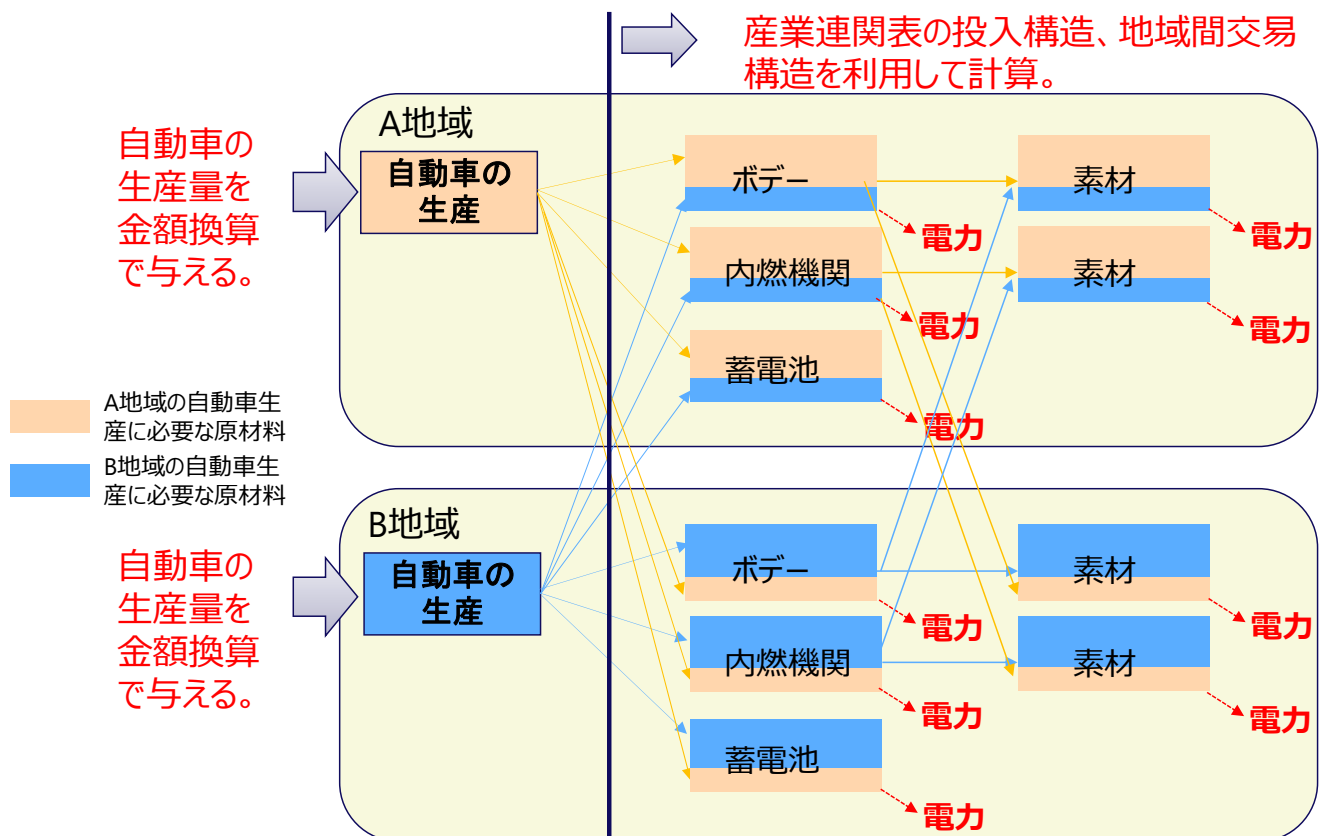 産業連関表の投入構造、地域間交易
構造を利用して計算。
自動車の
生産量を
金額換算
で与える。
A地域
自動車の
生産
ボデー
電力
素材
電力
内燃機関
電力
素材
電力
蓄電池
電力
A地域の自動車生
産に必要な原材料
B地域の自動車生
産に必要な原材料
自動車の
生産量を
金額換算
で与える。
B地域
自動車の
生産
ボデー
電力
素材
電力
内燃機関
電力
素材
電力
蓄電池
電力